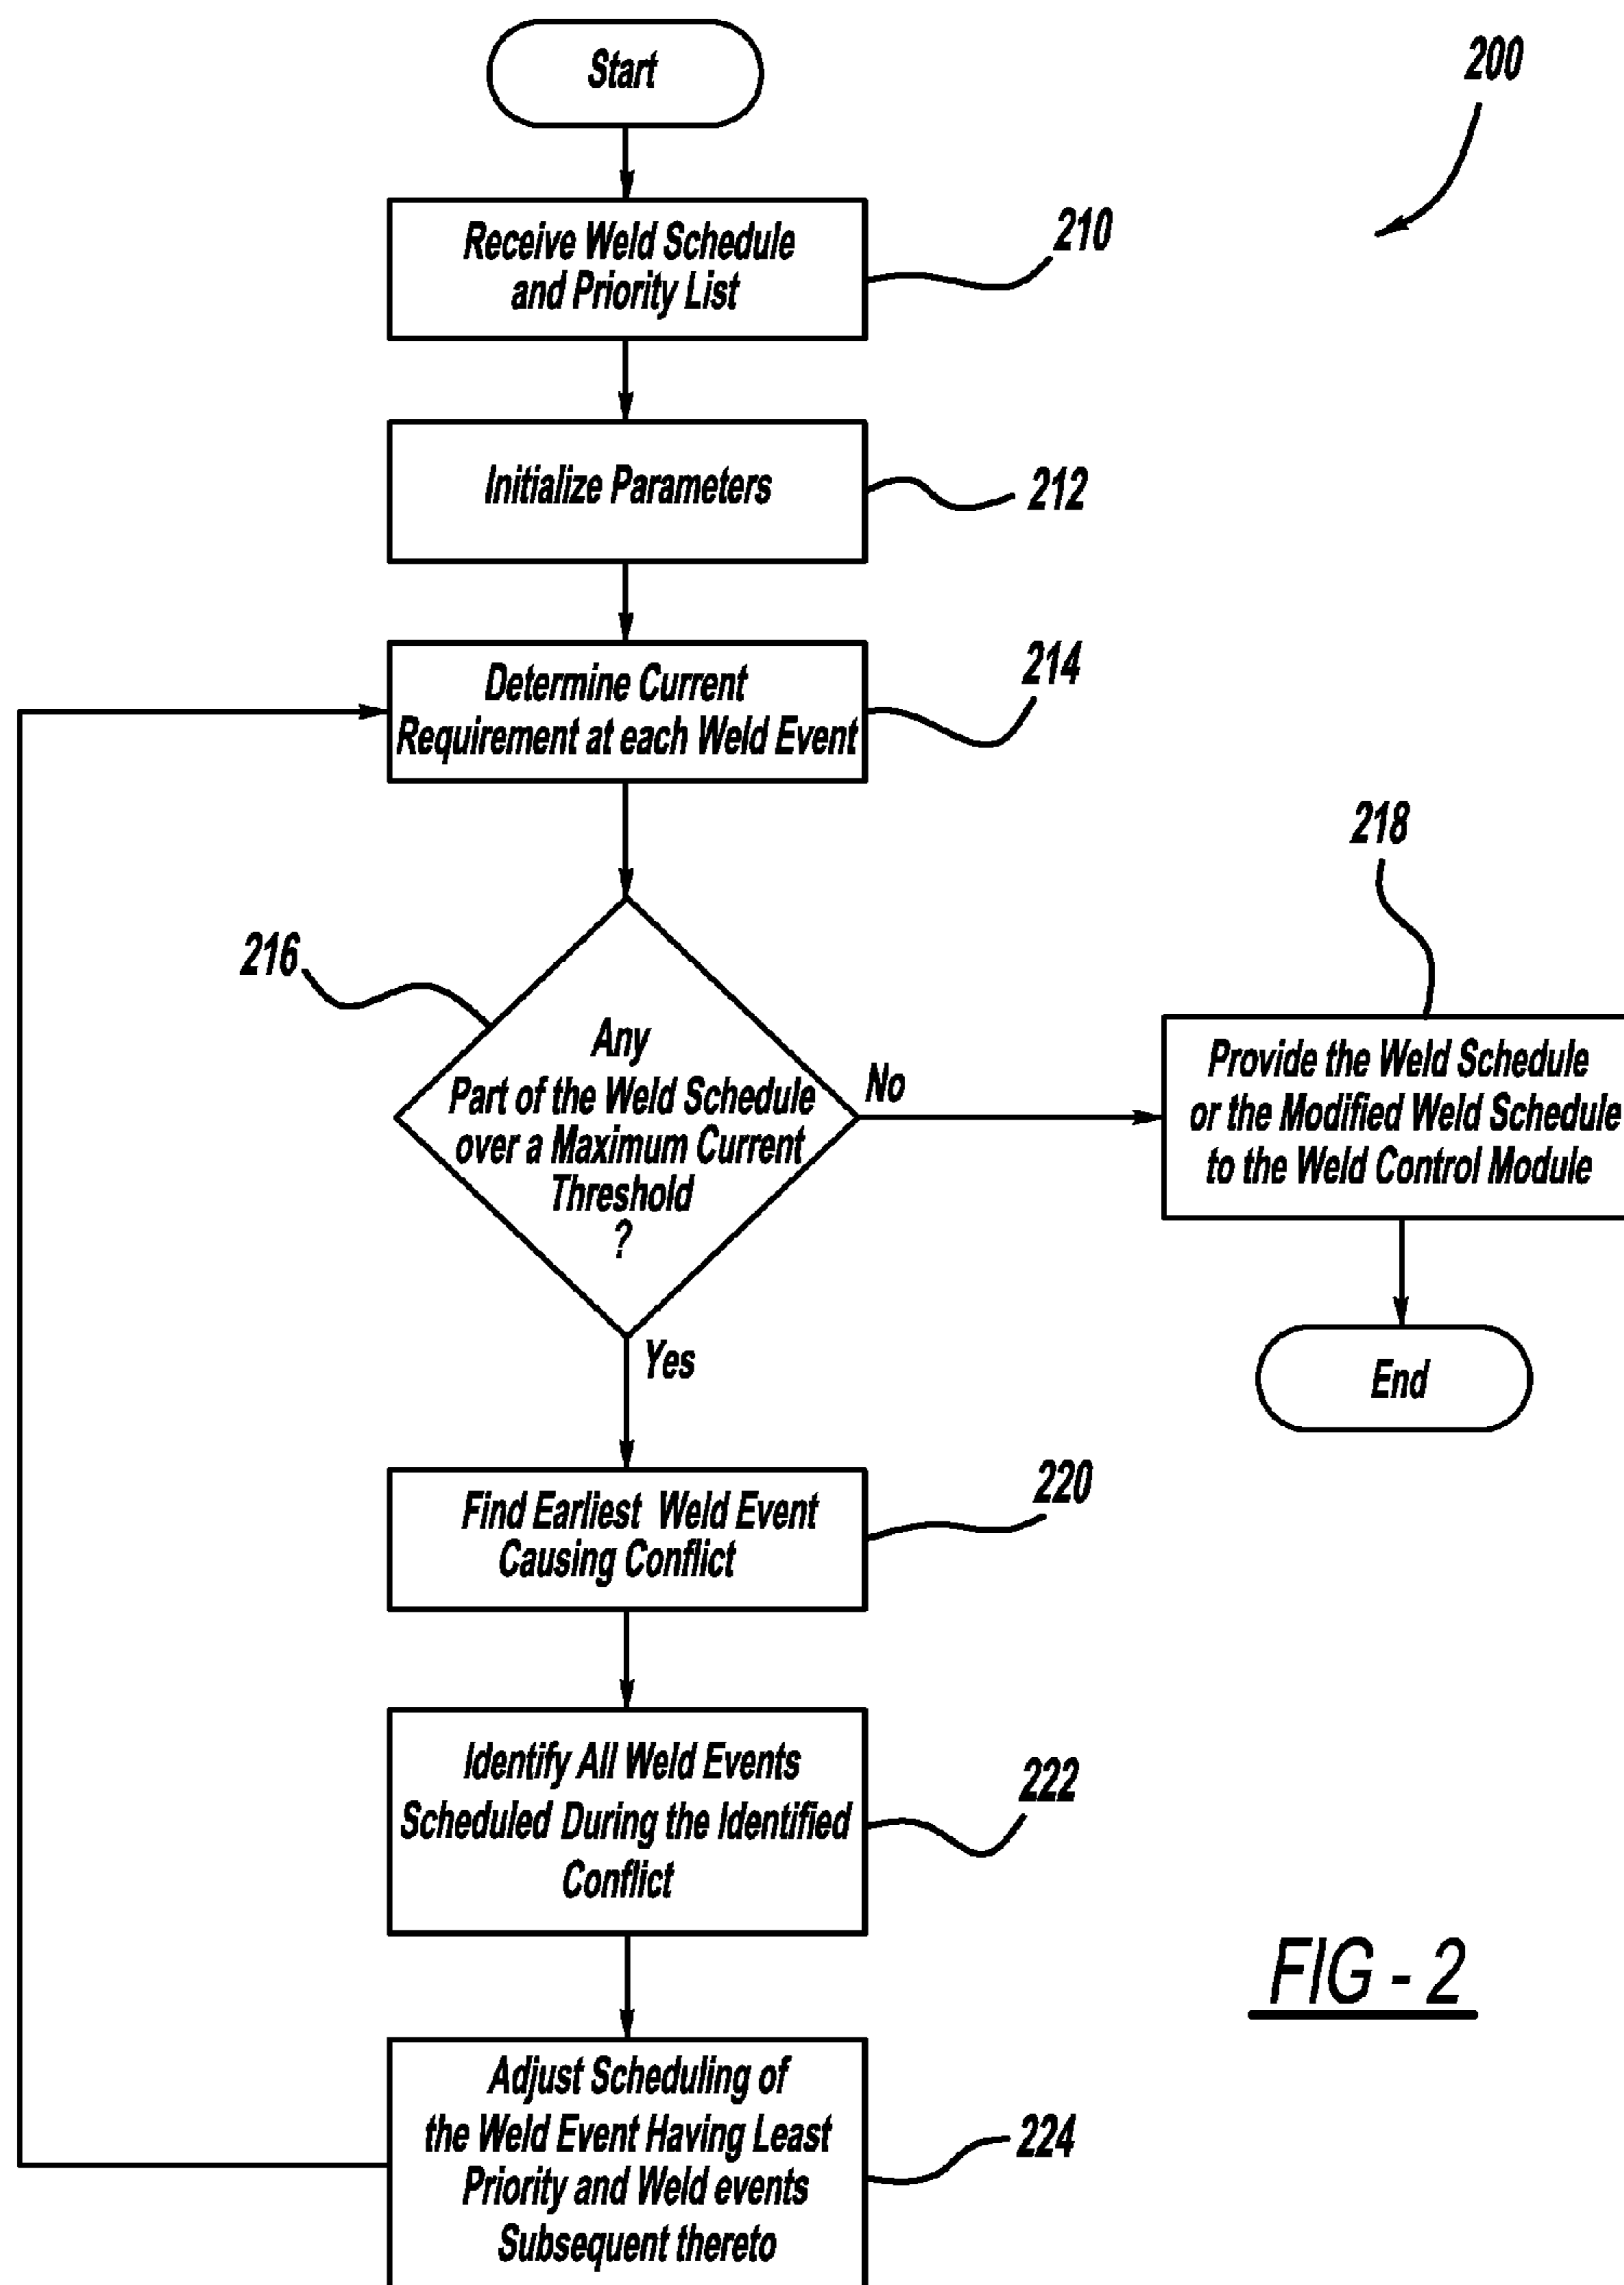 Start
200
Receive Weld Schedule
and Priority List
210
Initialize Parameters
212
Determine Current
Requirement at each Weld Event
214
216
Any
Part of the Weld Schedule
over a Maximum Current
Threshold
?
No
Yes
218
Provide the Weld Schedule
or the Modified Weld Schedule
to the Weld Control Module
End
Find Earliest Weld Event
Causing Conflict
220
Identify All Weld Events
Scheduled During the Identified
Conflict
222
Adjust Scheduling of
the Weld Event Having Least
Priority and Weld events
Subsequent thereto
224
FIG - 2